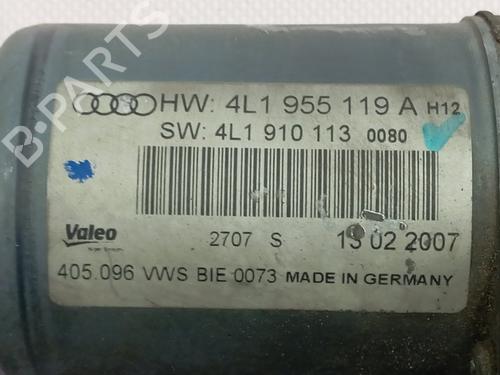 HW: 4L1 955 119 A H12
SW: 4L1 910 113 0080
Valeo
2707 S 13 02 2007
405.096 VWS BIE 0073 MADE IN GERMANY
B-PARTS